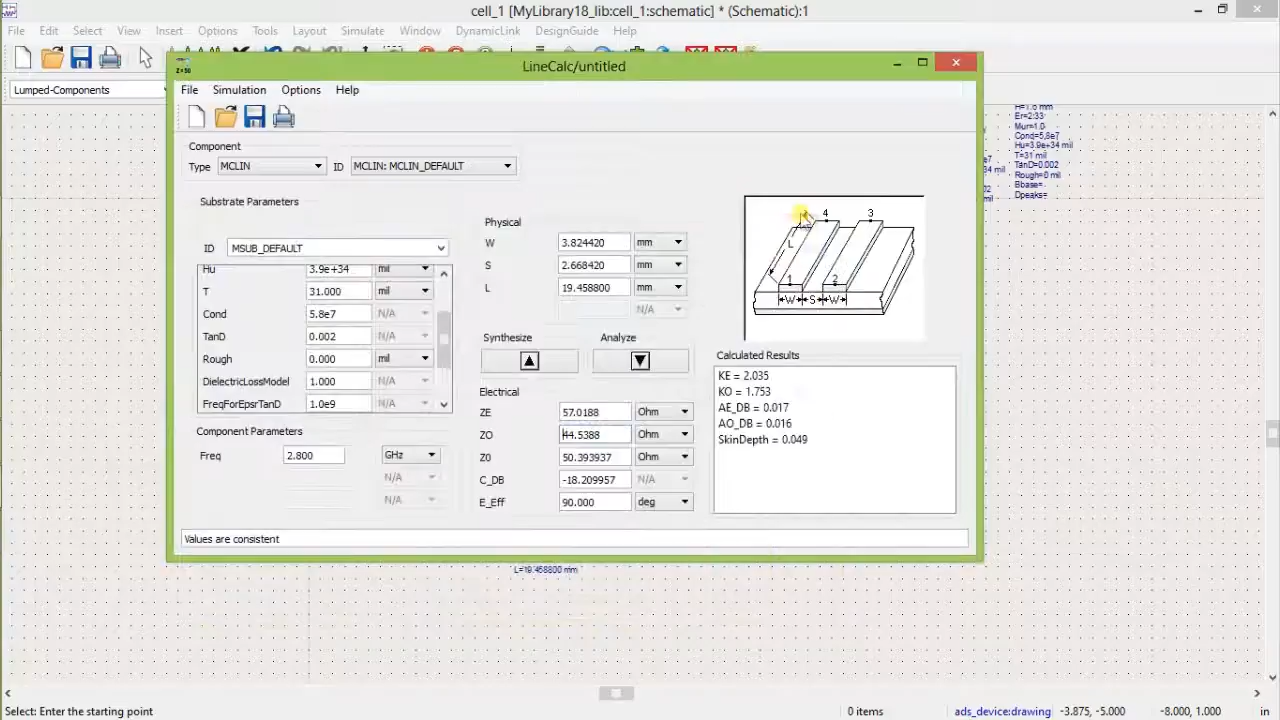 cell_1 [MyLibrary18_lib:cell_1:schematic] * (Schematic):1
File Edit Select View Insert Options Tools Layout Simulate Window DynamicLink DesignGuide Help
Lumped-Components
LineCalc/untitled
File Simulation Options Help
Component
Type MCLIN ID MCLIN: MCLIN_DEFAULT
Substrate Parameters
ID MSUB_DEFAULT
Hu 3.9e+34 mil
T 31.000 mil
Cond 5.8e7 N/A
TanD 0.002 N/A
Rough 0.000 mil
DielectricLossModel 1.000 N/A
FreqForEpsrTanD 1.0e9 N/A
Component Parameters
Freq 2.800 GHz
N/A
N/A
Physical
W 3.824420 mm
S 2.668420 mm
L 19.458800 mm
N/A
Synthesize Analyze
Electrical
ZE 57.0188 Ohm
ZO 44.5388 Ohm
Z0 50.393937 Ohm
C_DB -18.209957 N/A
E_Eff 90.000 deg
4 3
L
1 2
W S W
Calculated Results
KE = 2.035
KO = 1.753
AE_DB = 0.017
AO_DB = 0.016
SkinDepth = 0.049
Values are consistent
Er=2.33
Mur=1.0
Cond=5.8e7
Hu=3.9e+34 mil
T=31 mil
TanD=0.002
Rough=0 mil
Bbase=
Dpeaks=
L=19.458800 mm
Select: Enter the starting point 0 items ads_device:drawing -3.875, -5.000 -8.000, 1.000 in